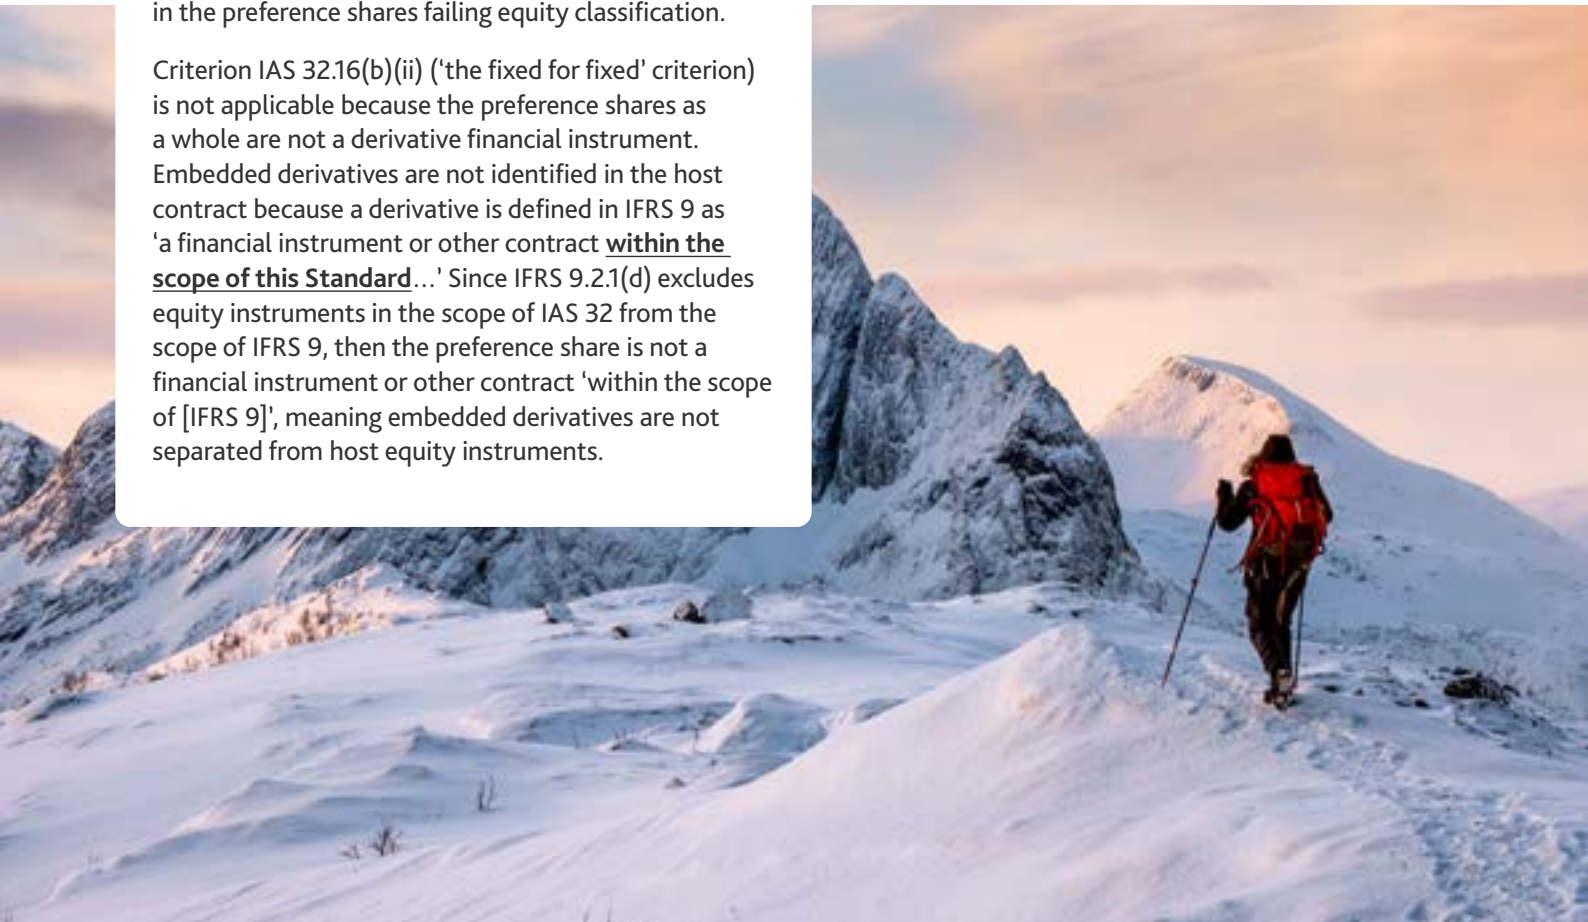 in the preference shares failing equity classification.
Criterion IAS 32.16(b)(ii) (‘the fixed for fixed’ criterion)
is not applicable because the preference shares as
a whole are not a derivative financial instrument.
Embedded derivatives are not identified in the host
contract because a derivative is defined in IFRS 9 as
‘a financial instrument or other contract within the
scope of this Standard…’ Since IFRS 9.2.1(d) excludes
equity instruments in the scope of IAS 32 from the
scope of IFRS 9, then the preference share is not a
financial instrument or other contract ‘within the scope
of [IFRS 9]’, meaning embedded derivatives are not
separated from host equity instruments.